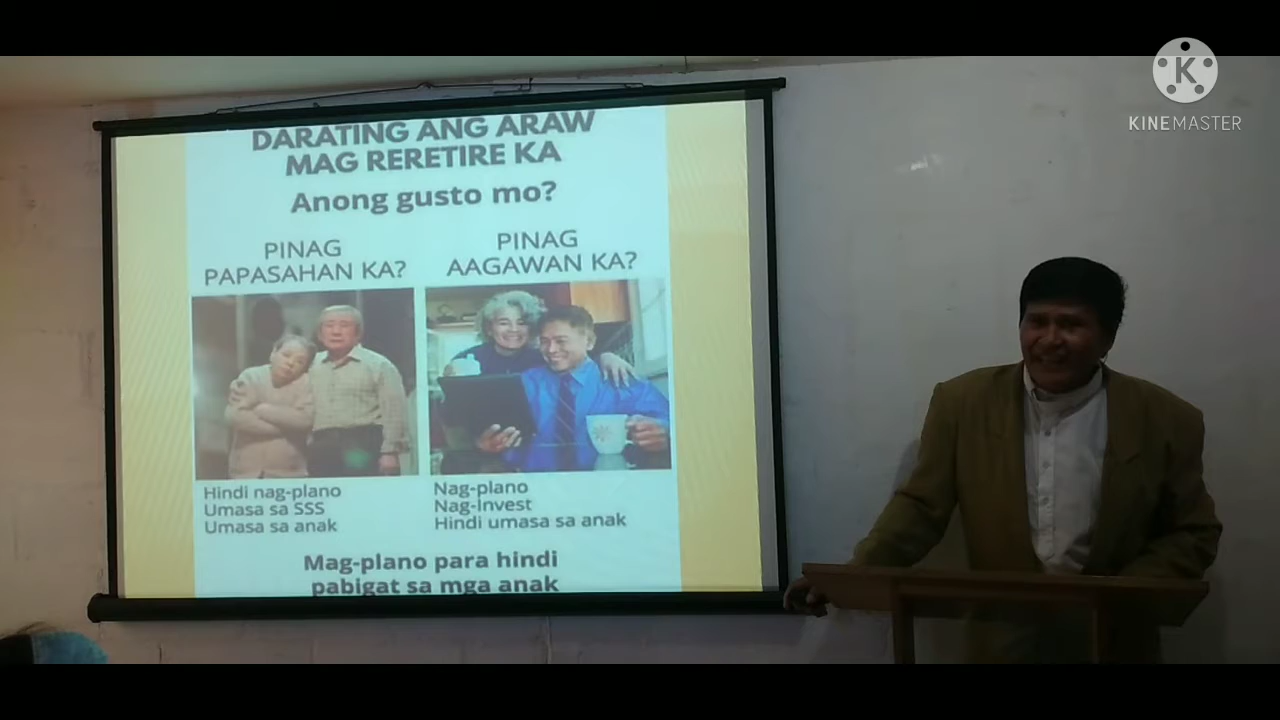 DARATING ANG ARAW
MAG RERETIRE KA
Anong gusto mo?
PINAG
PAPASAHAN KA?
PINAG
AAGAWAN KA?
Hindi nag-plano
Umasa sa SSS
Umasa sa anak
Nag-plano
Nag-invest
Hindi umasa sa anak
Mag-plano para hindi
pabigat sa mga anak
K
KINEMASTER